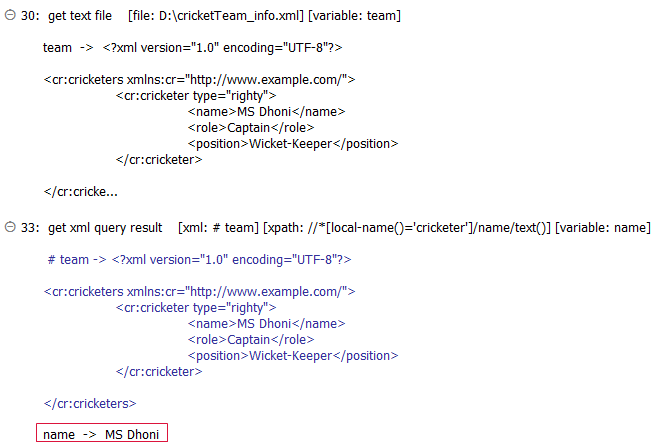 30: get text file [file: D:\cricketTeam_info.xml] [variable: team]
team -> <?xml version="1.0" encoding="UTF-8"?>
<cr:cricketers xmlns:cr="http://www.example.com/">
<cr:cricketer type="righty">
<name>MS Dhoni</name>
<role>Captain</role>
<position>Wicket-Keeper</position>
</cr:cricketer>
</cr:cricke...
33: get xml query result [xml: # team] [xpath: //*[local-name()='cricketer']/name/text()] [variable: name]
# team -> <?xml version="1.0" encoding="UTF-8"?>
<cr:cricketers xmlns:cr="http://www.example.com/">
<cr:cricketer type="righty">
<name>MS Dhoni</name>
<role>Captain</role>
<position>Wicket-Keeper</position>
</cr:cricketer>
</cr:cricketers>
name -> MS Dhoni